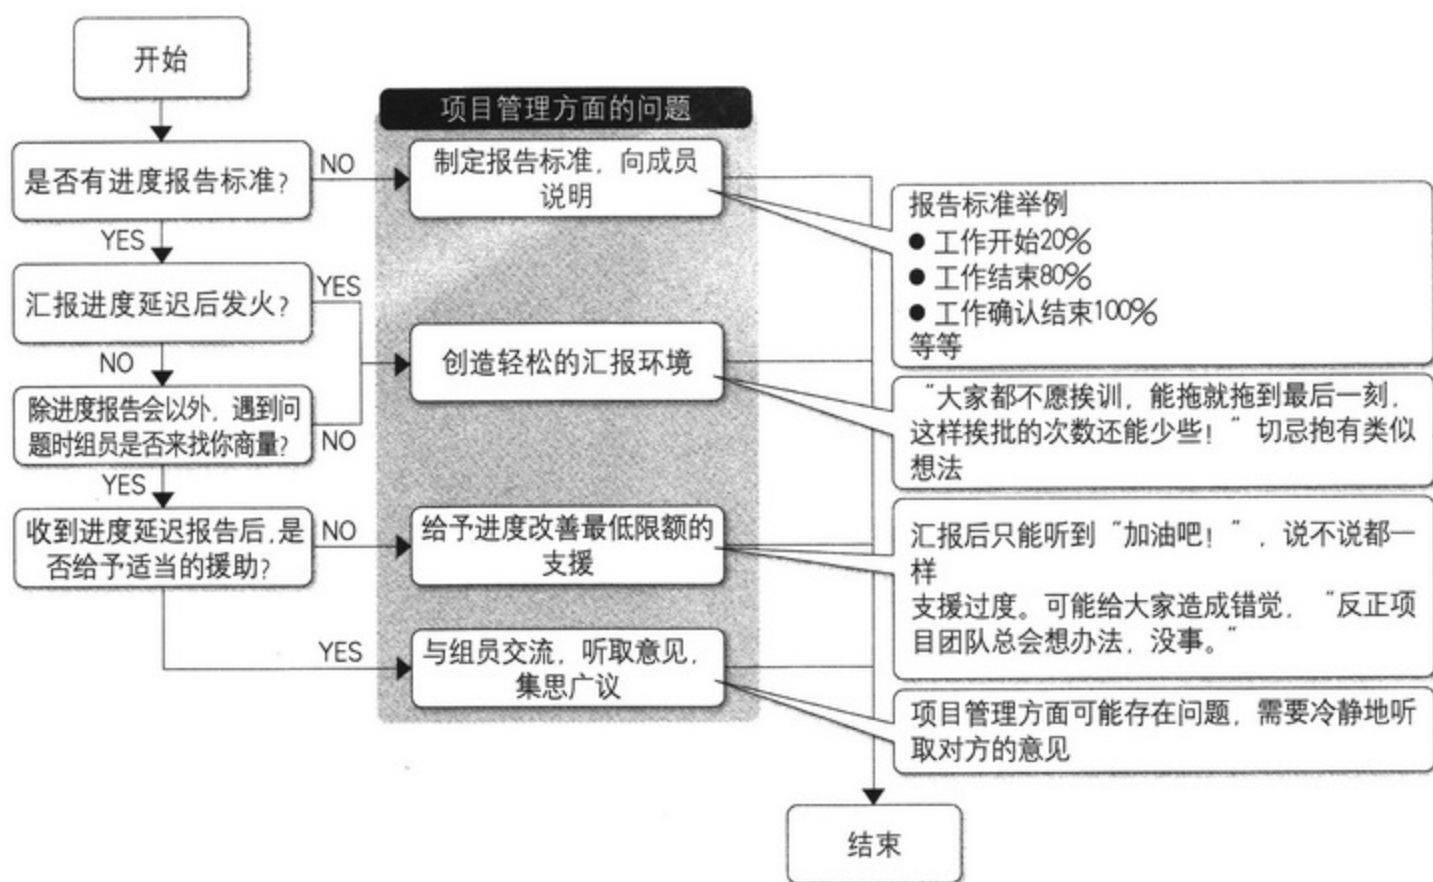 开始
项目管理方面的问题
是否有进度报告标准?
NO
制定报告标准，向成员
说明
报告标准举例
● 工作开始20%
● 工作结束80%
● 工作确认结束100%
等等
YES
汇报进度延迟后发火?
YES
创造轻松的汇报环境
NO
除进度报告会以外，遇到问
题时组员是否来找你商量?
NO
“大家都不愿挨训，能拖就拖到最后一刻，
这样挨批的次数还能少些！”切忌抱有类似
想法
YES
收到进度延迟报告后，是
否给予适当的援助?
NO
给予进度改善最低限额的
支援
汇报后只能听到“加油吧！”，说不说都一
样
支援过度。可能给大家造成错觉，“反正项
目团队总会想办法，没事。”
YES
与组员交流，听取意见，
集思广议
项目管理方面可能存在问题，需要冷静地听
取对方的意见
结束